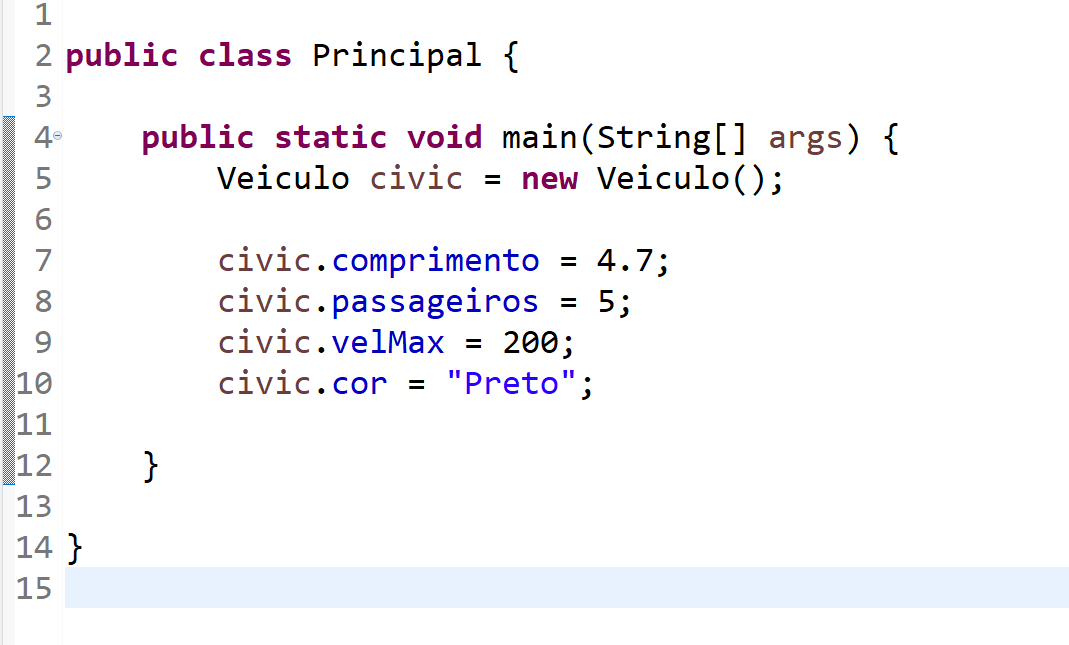 1
2 public class Principal {
3
4 public static void main(String[] args) {
5 Veiculo civic = new Veiculo();
6
7 civic.comprimento = 4.7;
8 civic.passageiros = 5;
9 civic.velMax = 200;
10 civic.cor = "Preto";
11
12 }
13
14 }
15